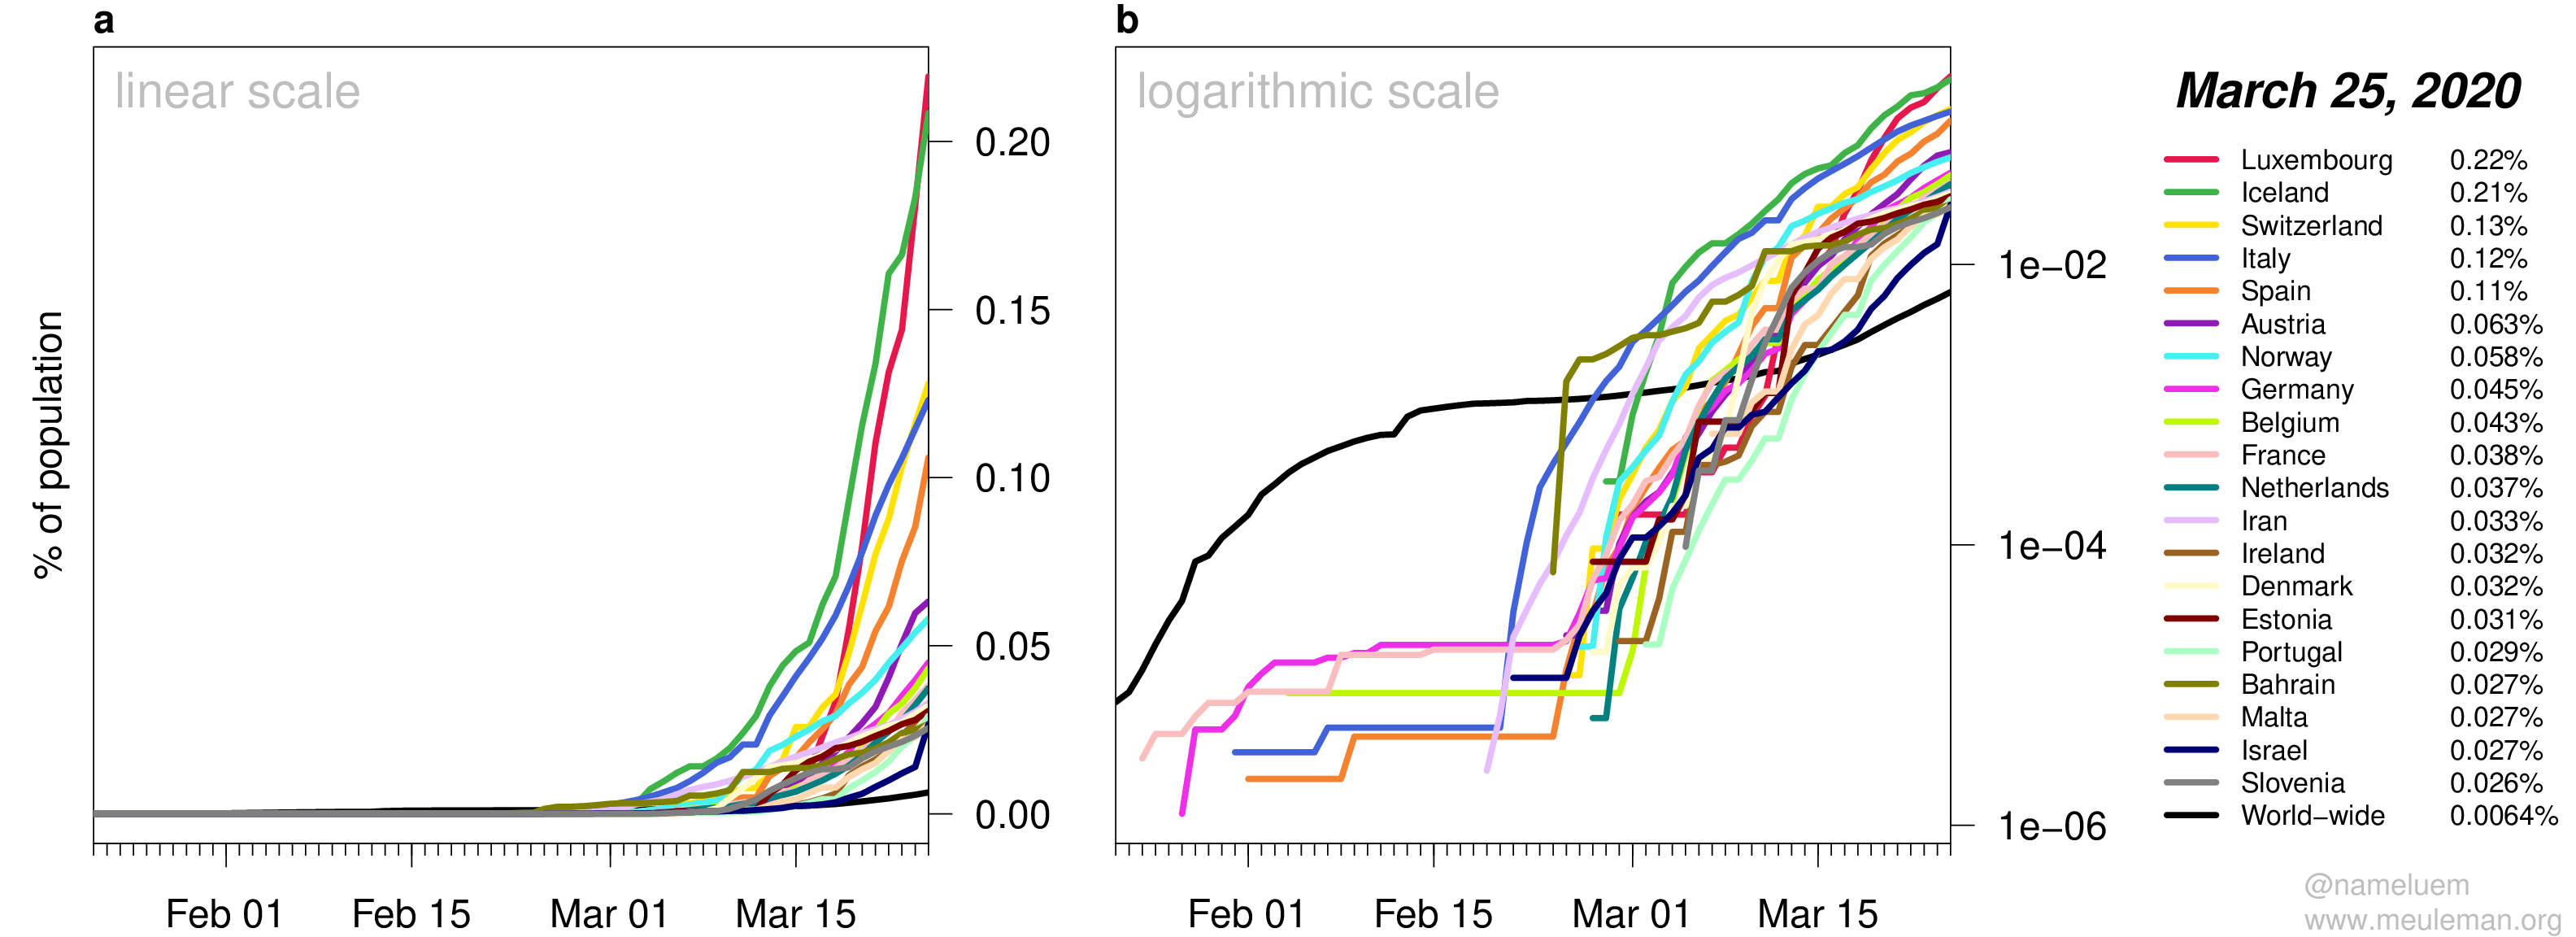 a
linear scale
% of population
0.20
0.15
0.10
0.05
0.00
Feb 01 Feb 15 Mar 01 Mar 15
b
logarithmic scale
1e−02
1e−04
1e−06
Feb 01 Feb 15 Mar 01 Mar 15
March 25, 2020
Luxembourg 0.22%
Iceland 0.21%
Switzerland 0.13%
Italy 0.12%
Spain 0.11%
Austria 0.063%
Norway 0.058%
Germany 0.045%
Belgium 0.043%
France 0.038%
Netherlands 0.037%
Iran 0.033%
Ireland 0.032%
Denmark 0.032%
Estonia 0.031%
Portugal 0.029%
Bahrain 0.027%
Malta 0.027%
Israel 0.027%
Slovenia 0.026%
World−wide 0.0064%
@nameluem
www.meuleman.org